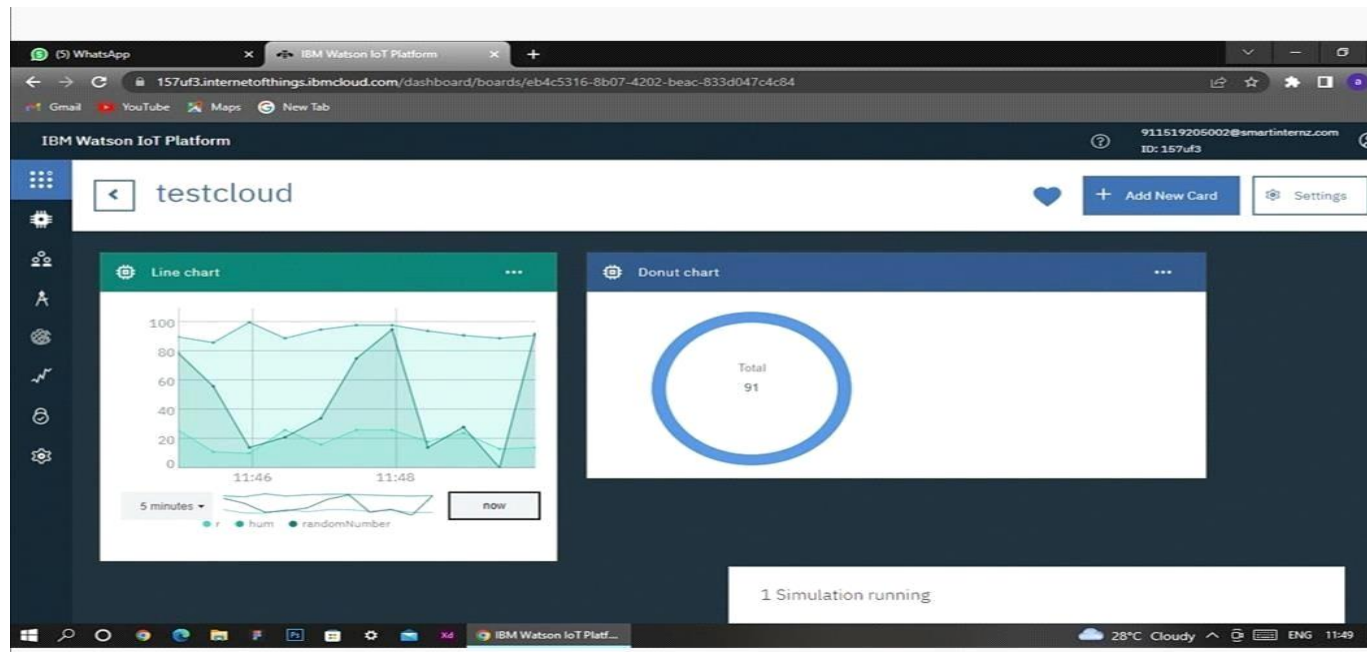 (5) WhatsApp
IBM Watson IoT Platform
157uf3.internetofthings.ibmcloud.com/dashboard/boards/eb4c5316-8b07-4202-beac-833d047c4c84
Gmail YouTube Maps New Tab
IBM Watson IoT Platform
911519205002@smartinternz.com
ID: 157uf3
testcloud
Add New Card
Settings
Line chart
Donut chart
100
80
60
40
20
0
11:46 11:48
5 minutes
now
r hum randomNumber
Total
91
1 Simulation running
IBM Watson IoT Platf...
28°C Cloudy ENG 11:49